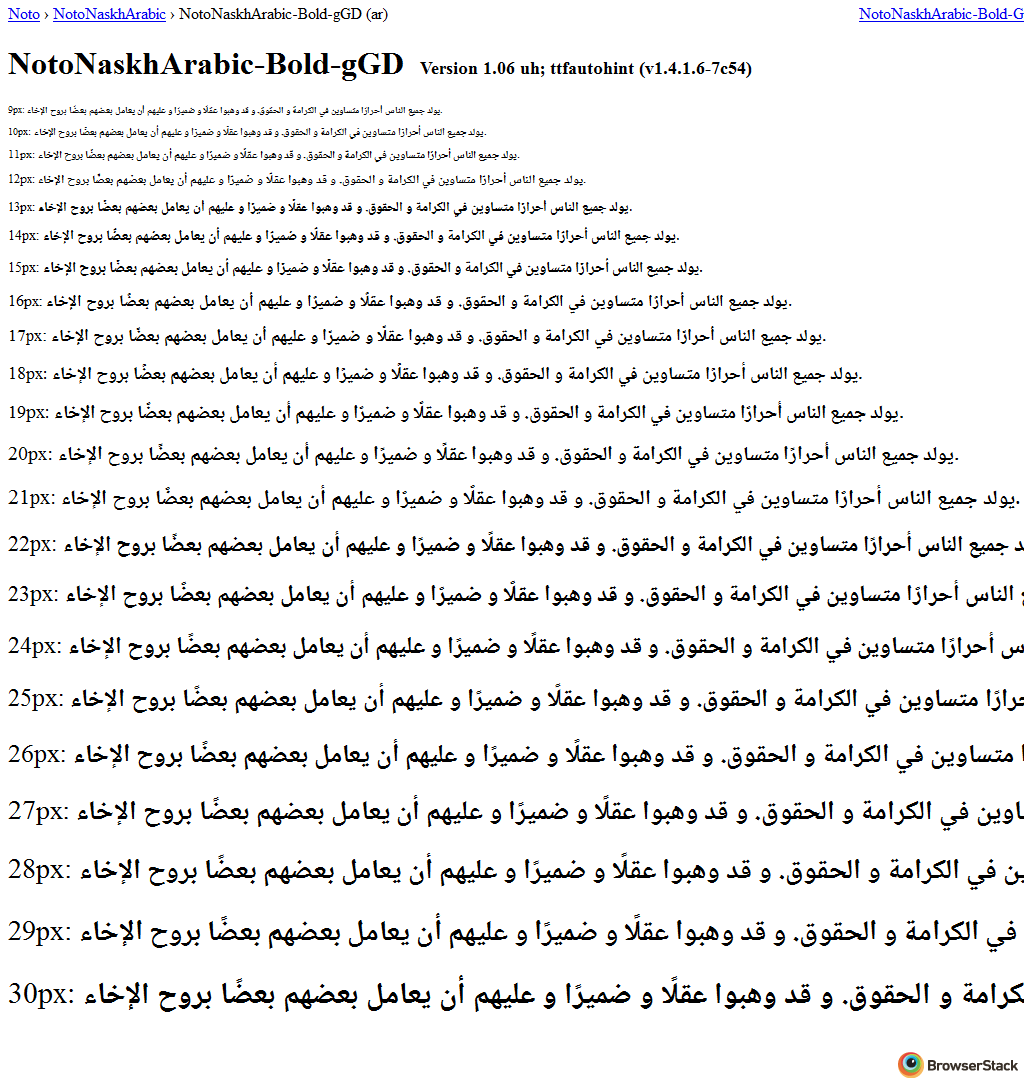 Noto › NotoNaskhArabic › NotoNaskhArabic-Bold-gGD (ar) NotoNaskhArabic-Bold-G
NotoNaskhArabic-Bold-gGD Version 1.06 uh; ttfautohint (v1.4.1.6-7c54)
9px: يولد جميع الناس أحرارًا متساوين في الكرامة و الحقوق. و قد وهبوا عقلًا و ضميرًا و عليهم أن يعامل بعضهم بعضًا بروح الإخاء.
10px: يولد جميع الناس أحرارًا متساوين في الكرامة و الحقوق. و قد وهبوا عقلًا و ضميرًا و عليهم أن يعامل بعضهم بعضًا بروح الإخاء.
11px: يولد جميع الناس أحرارًا متساوين في الكرامة و الحقوق. و قد وهبوا عقلًا و ضميرًا و عليهم أن يعامل بعضهم بعضًا بروح الإخاء.
12px: يولد جميع الناس أحرارًا متساوين في الكرامة و الحقوق. و قد وهبوا عقلًا و ضميرًا و عليهم أن يعامل بعضهم بعضًا بروح الإخاء.
13px: يولد جميع الناس أحرارًا متساوين في الكرامة و الحقوق. و قد وهبوا عقلًا و ضميرًا و عليهم أن يعامل بعضهم بعضًا بروح الإخاء.
14px: يولد جميع الناس أحرارًا متساوين في الكرامة و الحقوق. و قد وهبوا عقلًا و ضميرًا و عليهم أن يعامل بعضهم بعضًا بروح الإخاء.
15px: يولد جميع الناس أحرارًا متساوين في الكرامة و الحقوق. و قد وهبوا عقلًا و ضميرًا و عليهم أن يعامل بعضهم بعضًا بروح الإخاء.
16px: يولد جميع الناس أحرارًا متساوين في الكرامة و الحقوق. و قد وهبوا عقلًا و ضميرًا و عليهم أن يعامل بعضهم بعضًا بروح الإخاء.
17px: يولد جميع الناس أحرارًا متساوين في الكرامة و الحقوق. و قد وهبوا عقلًا و ضميرًا و عليهم أن يعامل بعضهم بعضًا بروح الإخاء.
18px: يولد جميع الناس أحرارًا متساوين في الكرامة و الحقوق. و قد وهبوا عقلًا و ضميرًا و عليهم أن يعامل بعضهم بعضًا بروح الإخاء.
19px: يولد جميع الناس أحرارًا متساوين في الكرامة و الحقوق. و قد وهبوا عقلًا و ضميرًا و عليهم أن يعامل بعضهم بعضًا بروح الإخاء.
20px: يولد جميع الناس أحرارًا متساوين في الكرامة و الحقوق. و قد وهبوا عقلًا و ضميرًا و عليهم أن يعامل بعضهم بعضًا بروح الإخاء.
21px: يولد جميع الناس أحرارًا متساوين في الكرامة و الحقوق. و قد وهبوا عقلًا و ضميرًا و عليهم أن يعامل بعضهم بعضًا بروح الإخاء.
22px: جميع الناس أحرارًا متساوين في الكرامة و الحقوق. و قد وهبوا عقلًا و ضميرًا و عليهم أن يعامل بعضهم بعضًا بروح الإخاء
23px: الناس أحرارًا متساوين في الكرامة و الحقوق. و قد وهبوا عقلًا و ضميرًا و عليهم أن يعامل بعضهم بعضًا بروح الإخاء
24px: أحرارًا متساوين في الكرامة و الحقوق. و قد وهبوا عقلًا و ضميرًا و عليهم أن يعامل بعضهم بعضًا بروح الإخاء
25px: متساوين في الكرامة و الحقوق. و قد وهبوا عقلًا و ضميرًا و عليهم أن يعامل بعضهم بعضًا بروح الإخاء
26px: متساوين في الكرامة و الحقوق. و قد وهبوا عقلًا و ضميرًا و عليهم أن يعامل بعضهم بعضًا بروح الإخاء
27px: في الكرامة و الحقوق. و قد وهبوا عقلًا و ضميرًا و عليهم أن يعامل بعضهم بعضًا بروح الإخاء
28px: في الكرامة و الحقوق. و قد وهبوا عقلًا و ضميرًا و عليهم أن يعامل بعضهم بعضًا بروح الإخاء
29px: في الكرامة و الحقوق. و قد وهبوا عقلًا و ضميرًا و عليهم أن يعامل بعضهم بعضًا بروح الإخاء
30px: و الحقوق. و قد وهبوا عقلًا و ضميرًا و عليهم أن يعامل بعضهم بعضًا بروح الإخاء
BrowserStack